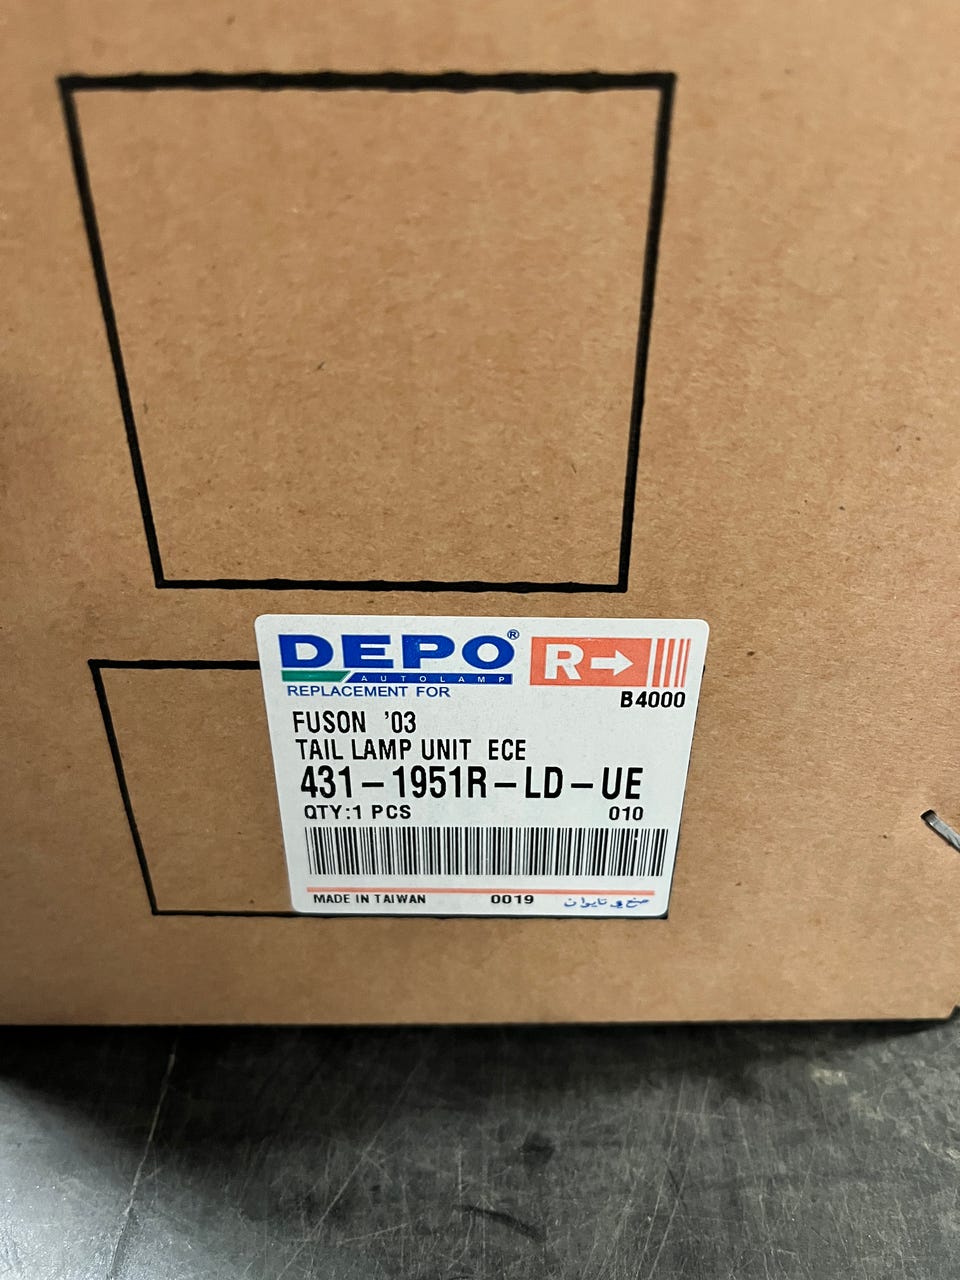 DEPO®
AUTOLAMP
REPLACEMENT FOR
R→
B4000
FUSON '03
TAIL LAMP UNIT ECE
431-1951R-LD-UE
QTY:1 PCS 010
MADE IN TAIWAN 0019 صنع في تايوان